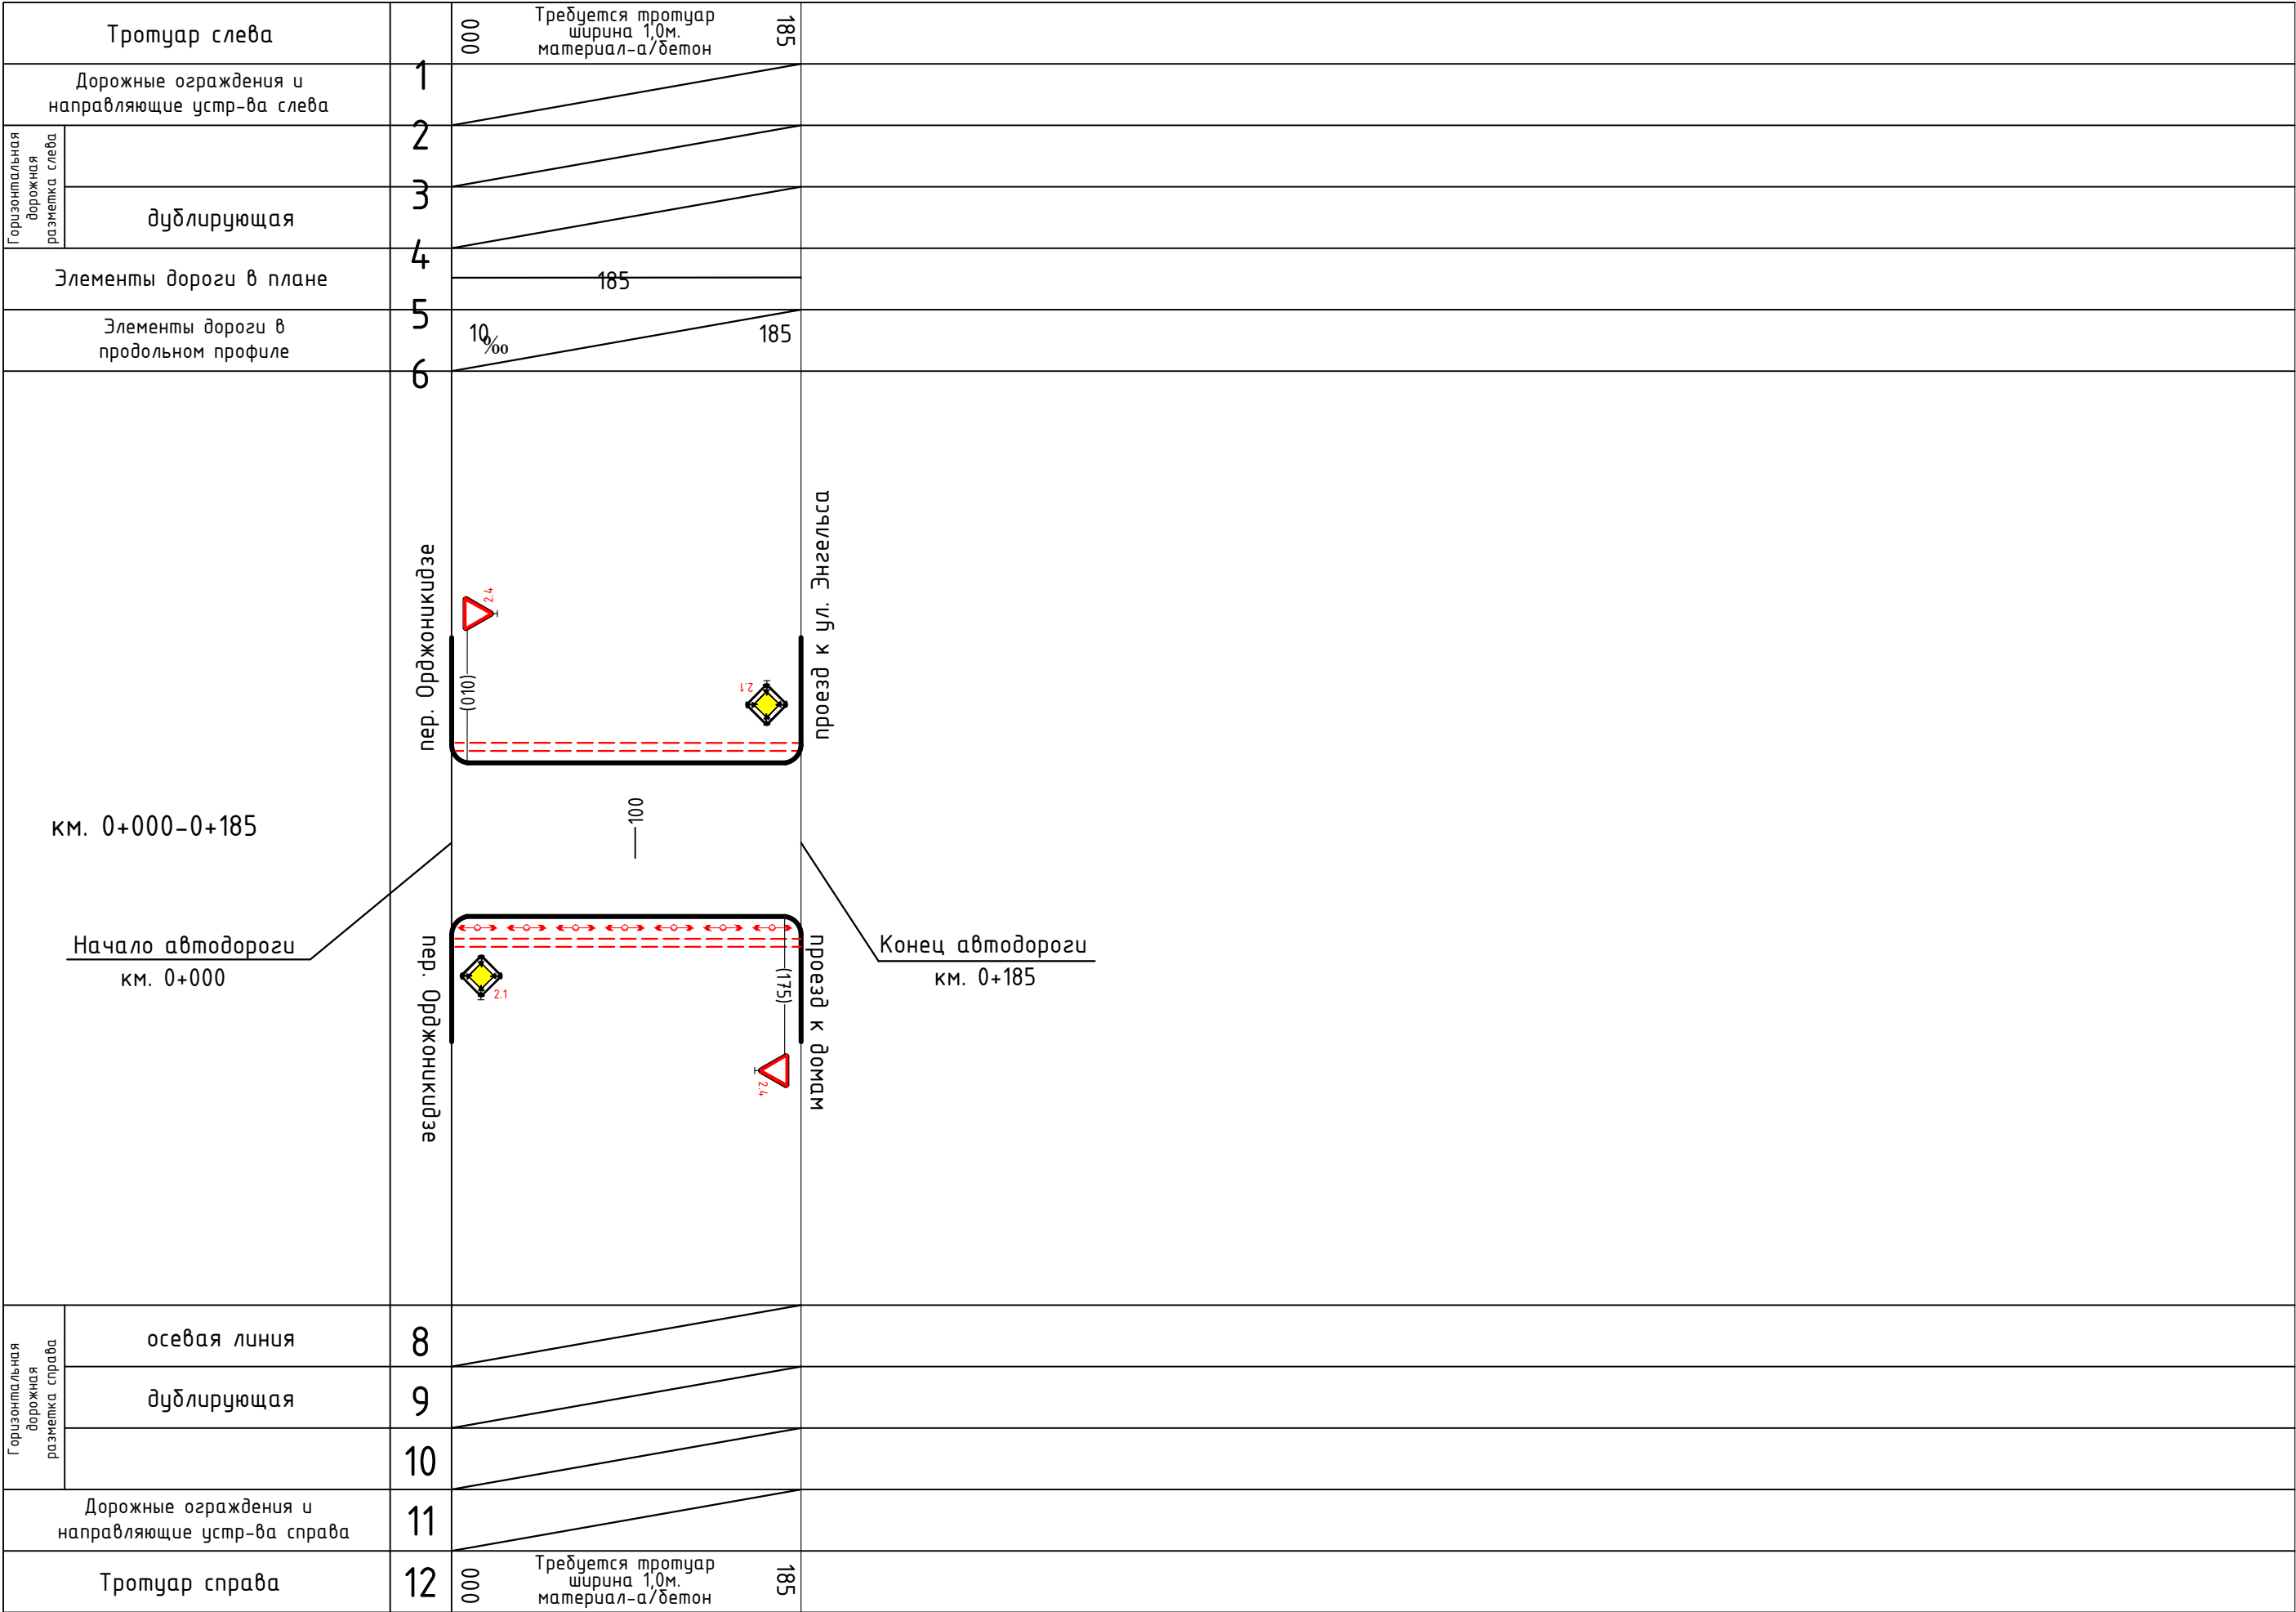 Тротуар слева
000
Требуется тротуар
ширина 1,0м.
материал-а/бетон
185
1
Дорожные ограждения и
направляющие устр-ва слева
2
Горизонтальная
дорожная
разметка слева
3
дублирующая
4
Элементы дороги в плане
185
5
Элементы дороги в
продольном профиле
10‰
185
6
пер. Орджоникидзе
2.4
(010)
2.1
проезд к ул. Энгельса
км. 0+000-0+185
100
Начало автодороги
км. 0+000
пер. Орджоникидзе
2.1
(175)
2.4
проезд к домам
Конец автодороги
км. 0+185
Горизонтальная
дорожная
разметка справа
осевая линия
8
дублирующая
9
10
Дорожные ограждения и
направляющие устр-ва справа
11
Тротуар справа
12
000
Требуется тротуар
ширина 1,0м.
материал-а/бетон
185